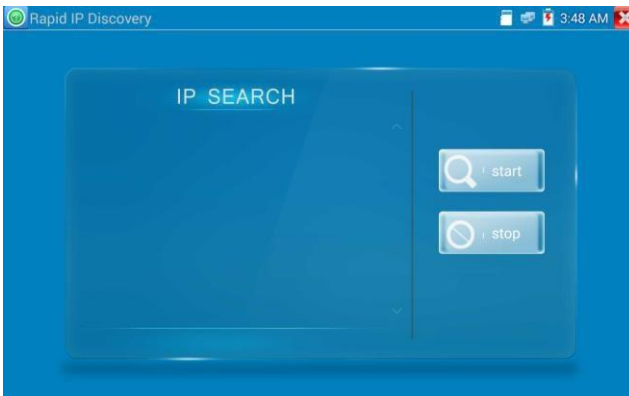 Rapid IP Discovery
3:48 AM
IP SEARCH
start
stop